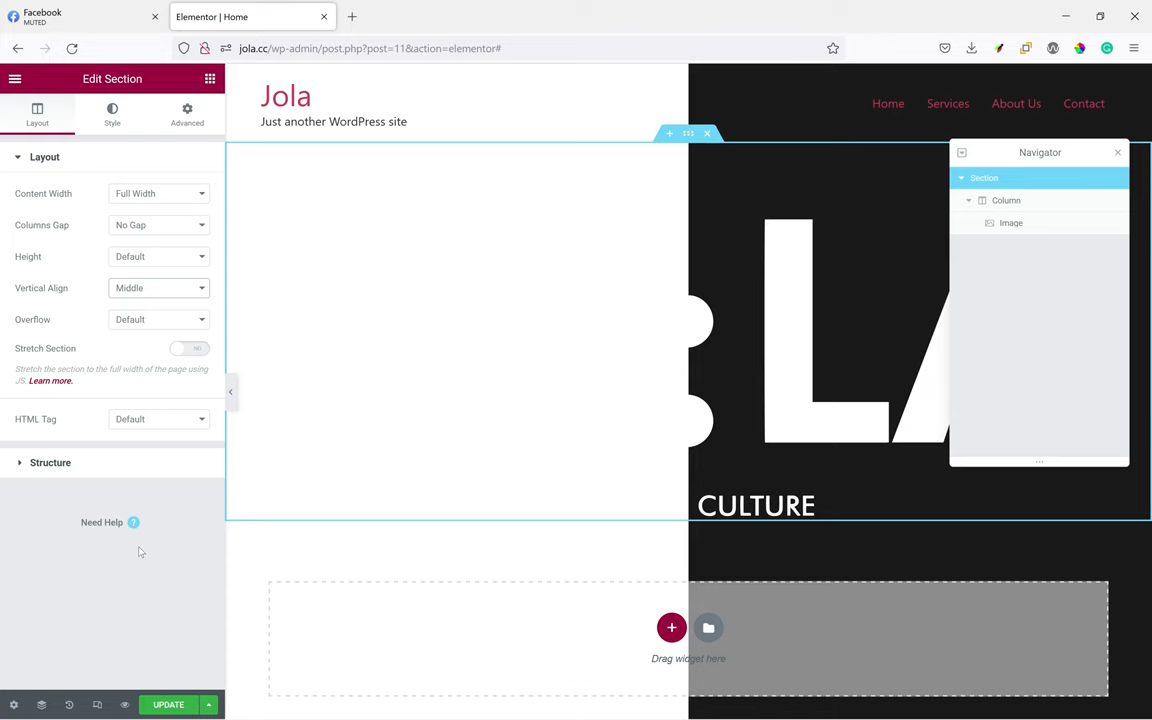 Facebook
MUTED
Elementor | Home
jola.cc/wp-admin/post.php?post=11&action=elementor#
Edit Section
Layout
Style
Advanced
Layout
Content Width
Full Width
Columns Gap
No Gap
Height
Default
Vertical Align
Middle
Overflow
Default
Stretch Section
NO
Stretch the section to the full width of the page using
JS. Learn more.
HTML Tag
Default
Structure
Need Help ?
UPDATE
Jola
Just another WordPress site
Home
Services
About Us
Contact
LA
CULTURE
Drag widget here
Navigator
Section
Column
Image